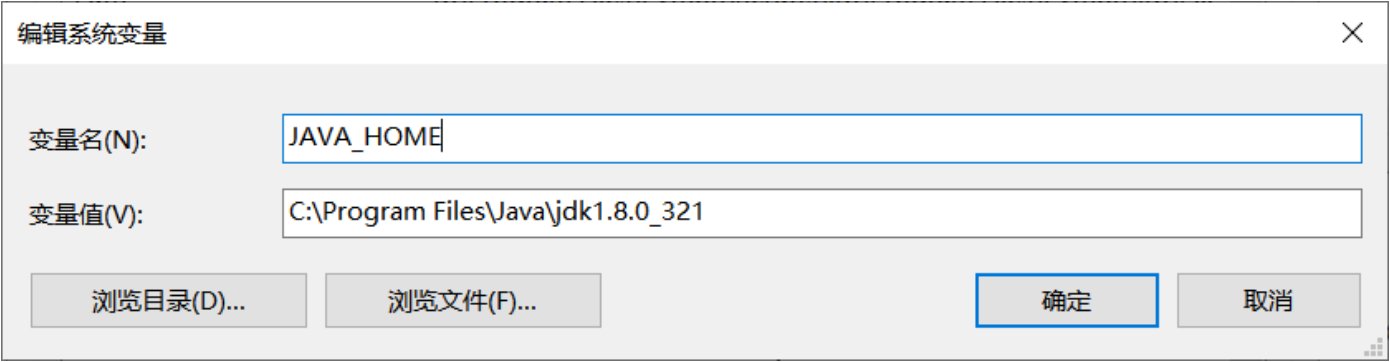 编辑系统变量
变量名(N): JAVA_HOME
变量值(V): C:\Program Files\Java\jdk1.8.0_321
浏览目录(D)... 浏览文件(F)... 确定 取消